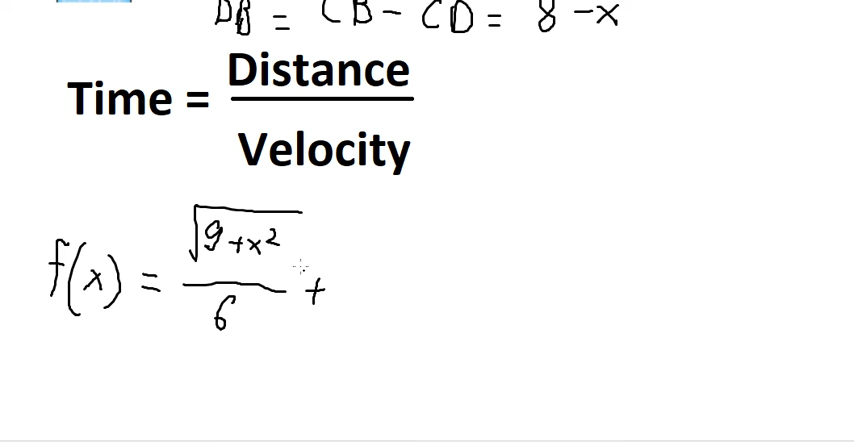 DB = CB - CD = 8 - x
Time = Distance / Velocity
f(x) = √(9 + x²) / 6 +